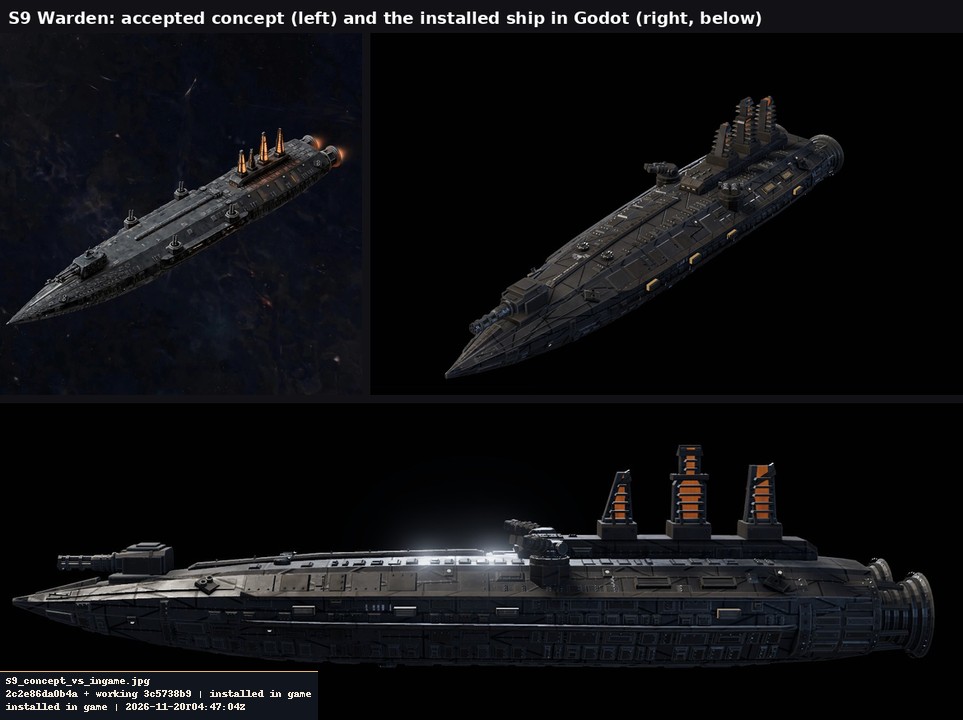 S9 Warden: accepted concept (left) and the installed ship in Godot (right, below)
S9_concept_vs_ingame.jpg
2c2e86da0b4a + working 3c5738b9 | installed in game
installed in game | 2026-11-20T04:47:04Z